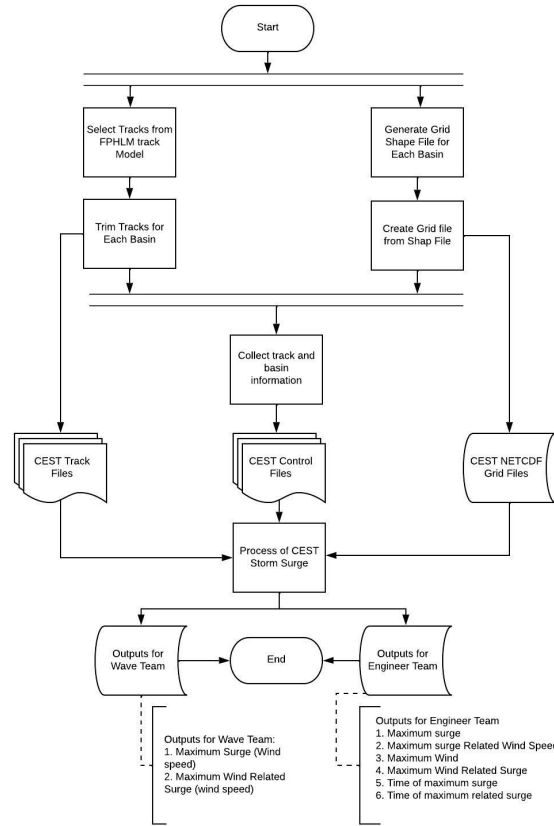 Start
Select Tracks from
FPHLM track
Model
Generate Grid
Shape File for
Each Basin
Trim Tracks for
Each Basin
Create Grid file
from Shap File
Collect track and
basin
information
CEST Track
Files
CEST Control
Files
CEST NETCDF
Grid Files
Process of CEST
Storm Surge
Outputs for
Wave Team
End
Outputs for
Engineer Team
Outputs for Wave Team:
1. Maximum Surge (Wind
speed)
2. Maximum Wind Related
Surge (wind speed)
Outputs for Engineer Team
1. Maximum surge
2. Maximum surge Related Wind Speed
3. Maximum Wind
4. Maximum Wind Related Surge
5. Time of maximum surge
6. Time of maximum related surge